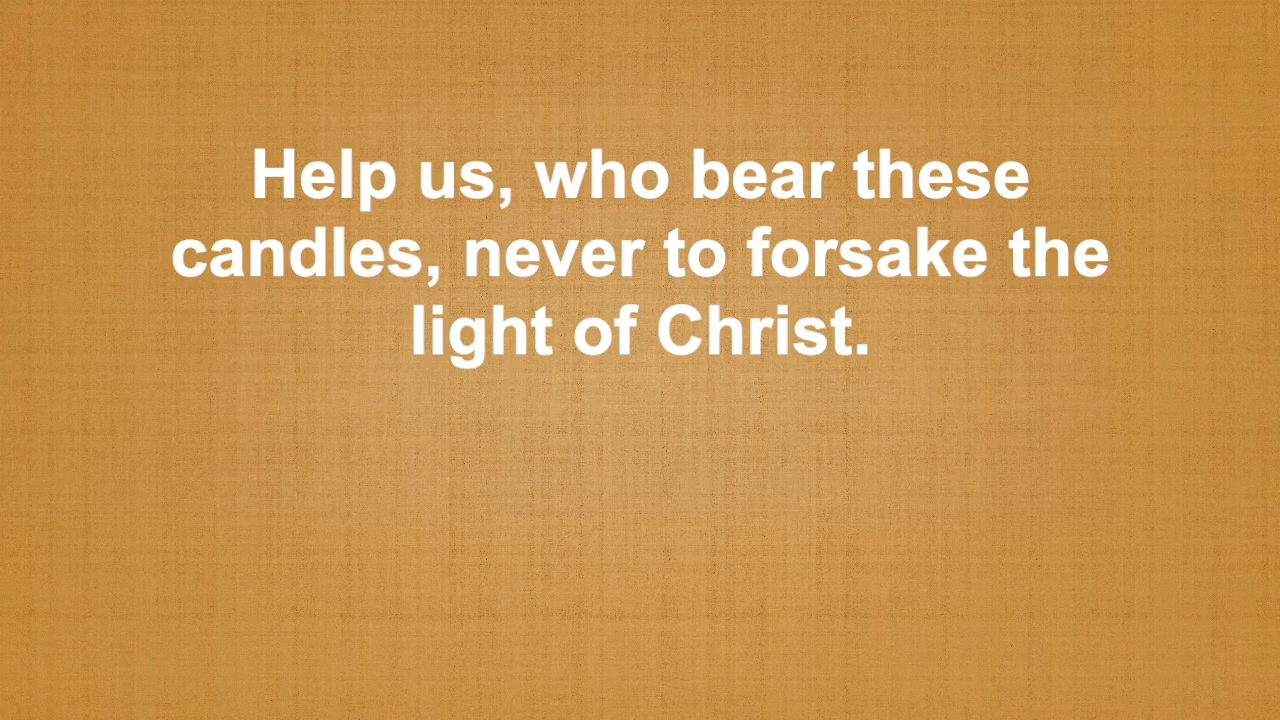 Help us, who bear these
candles, never to forsake the
light of Christ.